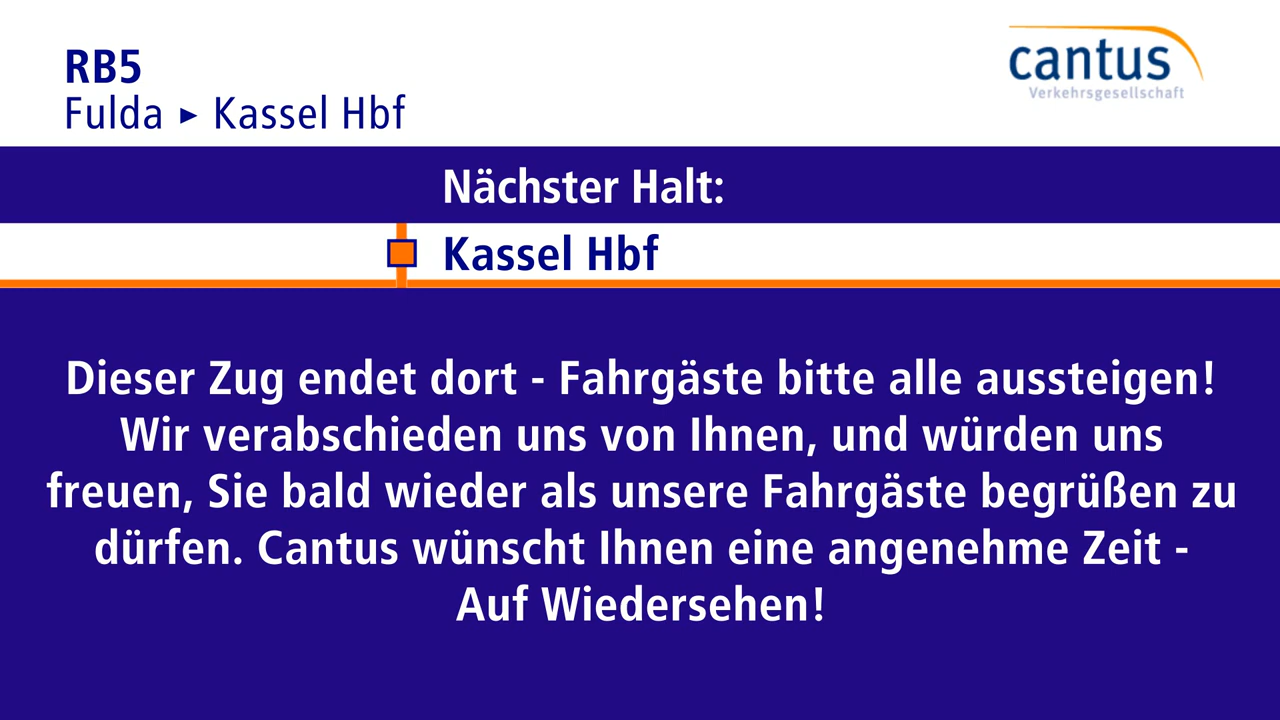 RB5
Fulda ▸ Kassel Hbf
cantus
Verkehrsgesellschaft
Nächster Halt:
Kassel Hbf
Dieser Zug endet dort - Fahrgäste bitte alle aussteigen!
Wir verabschieden uns von Ihnen, und würden uns
freuen, Sie bald wieder als unsere Fahrgäste begrüßen zu
dürfen. Cantus wünscht Ihnen eine angenehme Zeit -
Auf Wiedersehen!